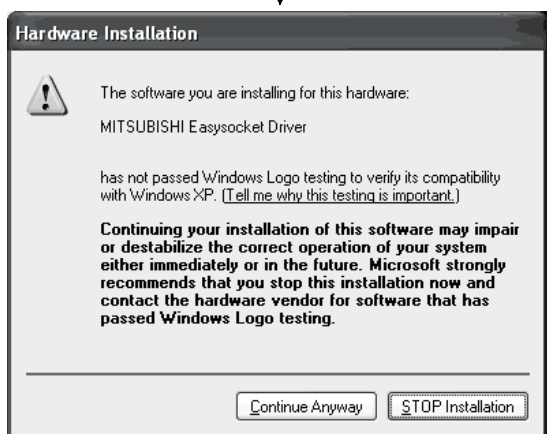 Hardware Installation
The software you are installing for this hardware:
MITSUBISHI Easysocket Driver
has not passed Windows Logo testing to verify its compatibility
with Windows XP. (Tell me why this testing is important.)
Continuing your installation of this software may impair
or destabilize the correct operation of your system
either immediately or in the future. Microsoft strongly
recommends that you stop this installation now and
contact the hardware vendor for software that has
passed Windows Logo testing.
Continue Anyway
STOP Installation